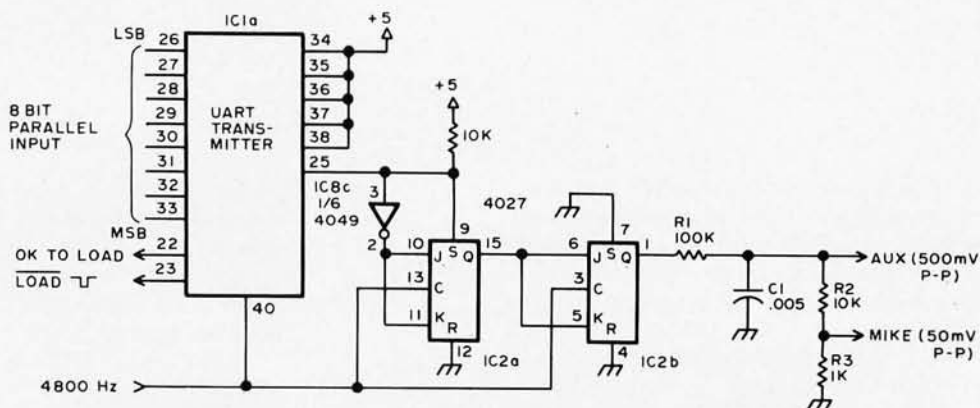 IC1a
LSB
26
27
28
29
30
31
32
33
MSB
8 BIT
PARALLEL
INPUT
OK TO LOAD
22
LOAD
23
UART
TRANS-
MITTER
34
35
36
37
38
25
40
+5
+5
10K
3
IC8c
1/6
4049
2
4027
9
10 J S Q 15
13 C
11 K R
12
IC2a
7
6 J S Q 1
3 C
5 K R
4
IC2b
R1
100K
C1
.005
AUX (500mV
P-P)
R2
10K
MIKE (50mV
P-P)
R3
1K
4800 Hz